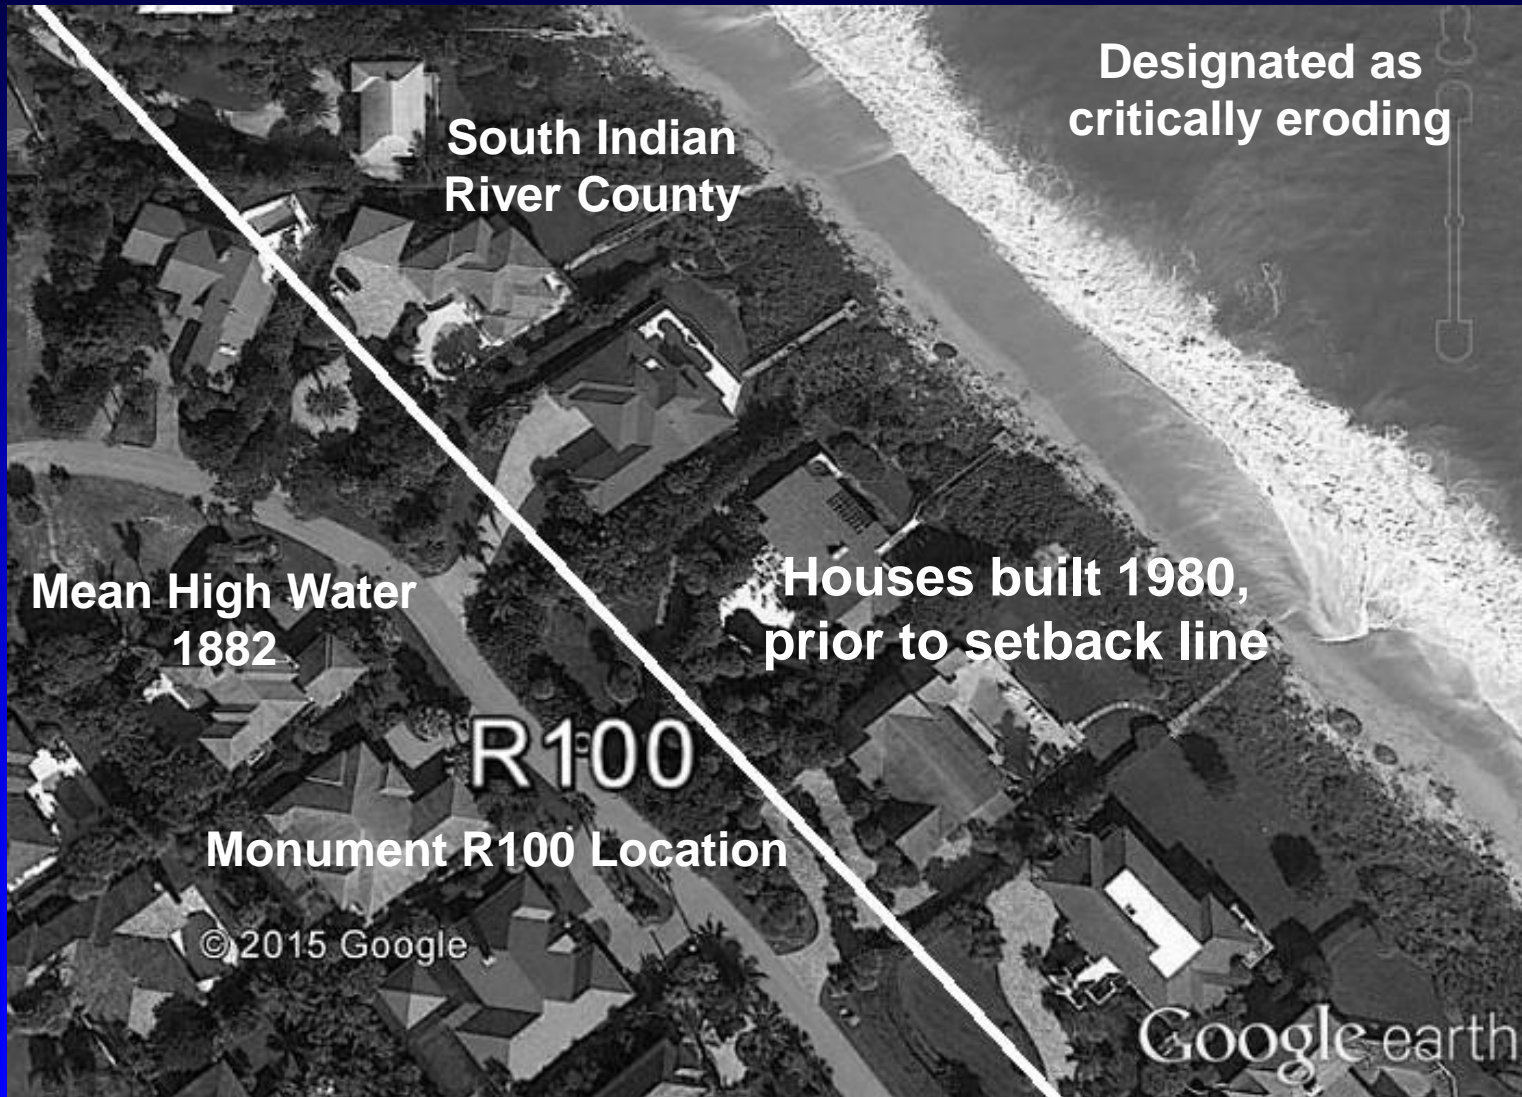 Designated as
critically eroding
South Indian
River County
Houses built 1980,
prior to setback line
Mean High Water
1882
R100
Monument R100 Location
© 2015 Google
Google earth